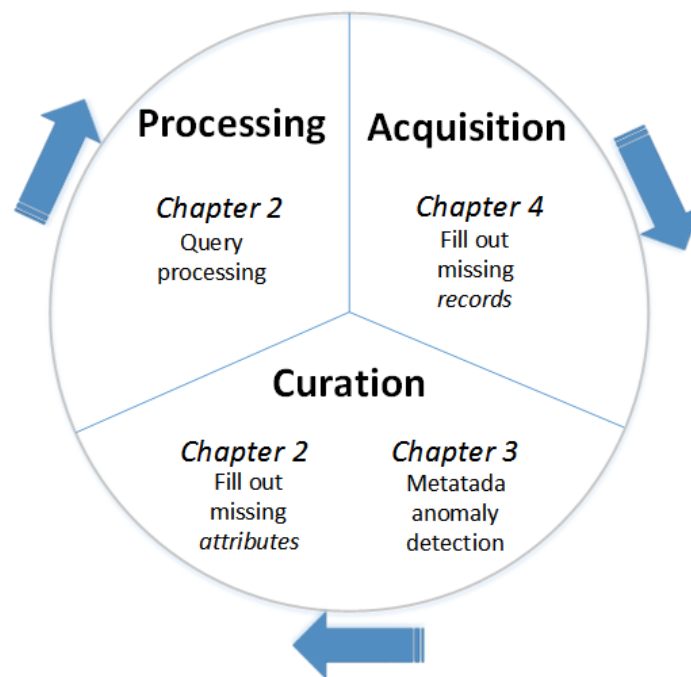 Processing
Chapter 2
Query
processing
Acquisition
Chapter 4
Fill out
missing
records
Curation
Chapter 2
Fill out
missing
attributes
Chapter 3
Metatada
anomaly
detection